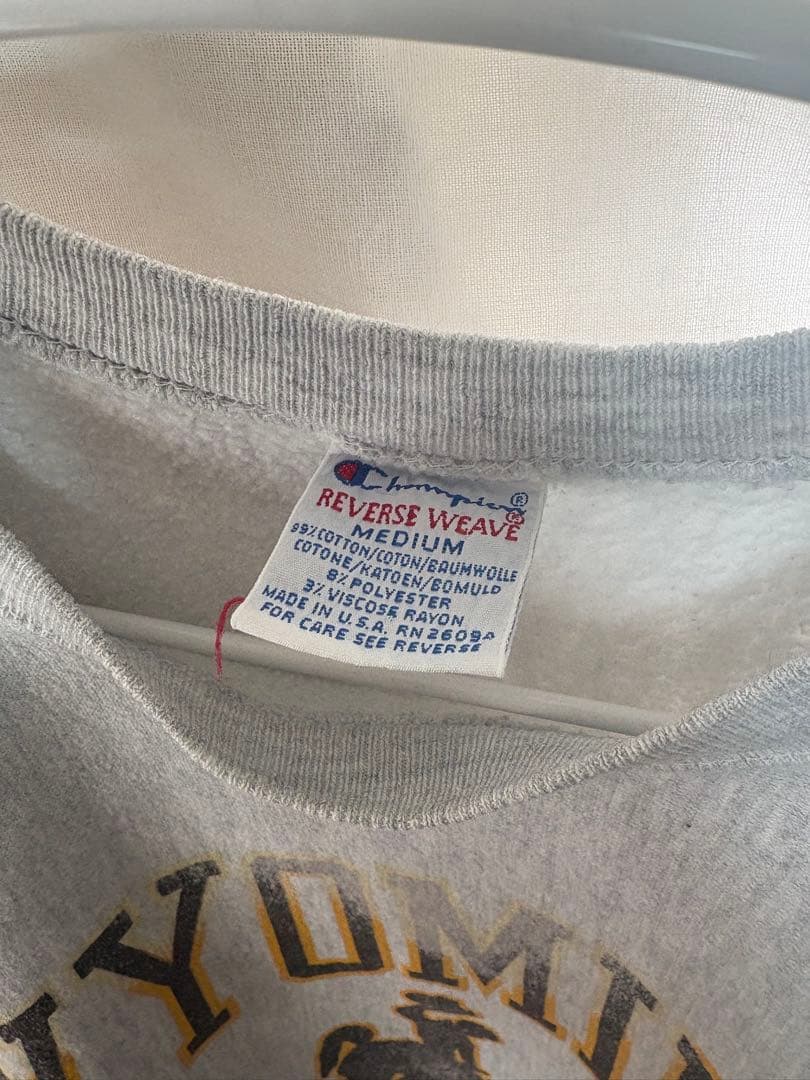 Champion®
REVERSE WEAVE®
MEDIUM
89% COTTON/COTON/BAUMWOLLE
COTONE/KATOEN/BOMULD
8% POLYESTER
3% VISCOSE RAYON
MADE IN U.S.A. RN 26094
FOR CARE SEE REVERSE
WYOMIN